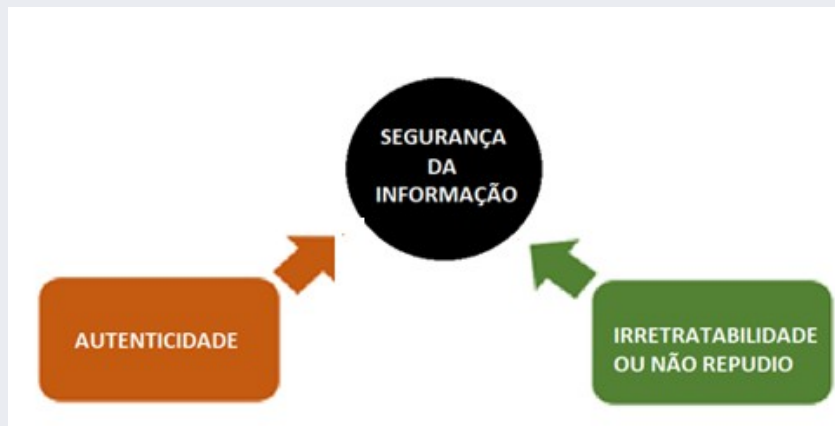 SEGURANÇA
DA
INFORMAÇÃO
AUTENTICIDADE
IRRETRATABILIDADE
OU NÃO REPUDIO